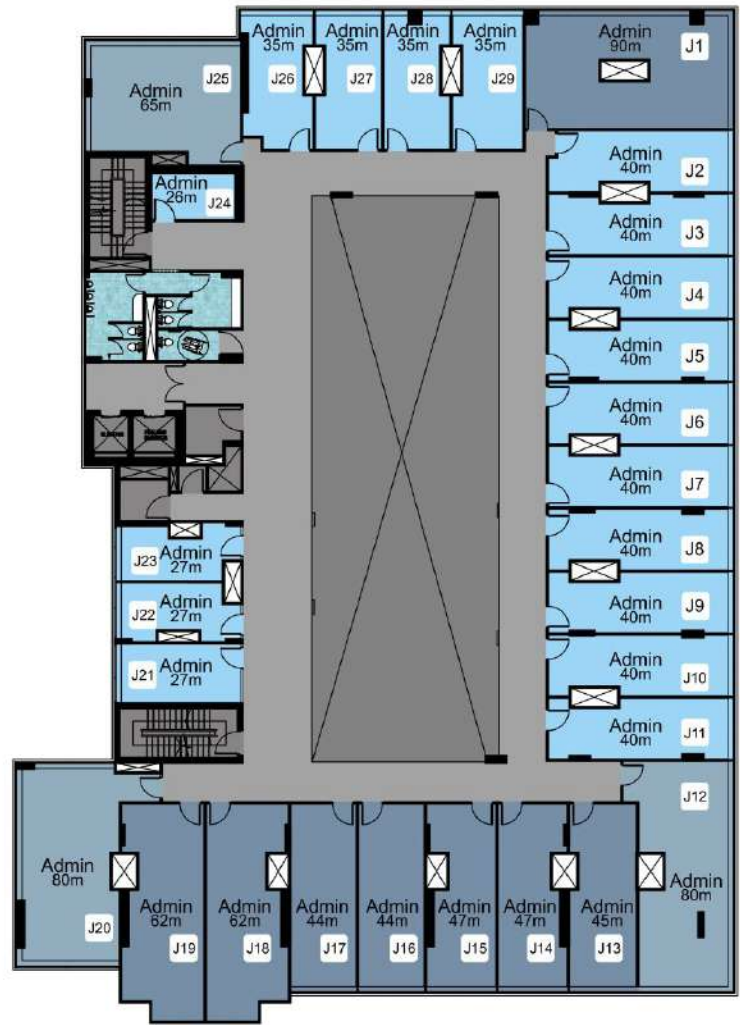 Admin
65m
J25
Admin
35m
J26
Admin
35m
J27
Admin
35m
J28
Admin
35m
J29
Admin
90m
J1
Admin
40m
J2
Admin
40m
J3
Admin
40m
J4
Admin
40m
J5
Admin
40m
J6
Admin
40m
J7
Admin
40m
J8
Admin
40m
J9
Admin
40m
J10
Admin
40m
J11
J12
Admin
80m
Admin
45m
J13
Admin
47m
J14
Admin
47m
J15
Admin
44m
J16
Admin
44m
J17
Admin
62m
J18
Admin
62m
J19
Admin
80m
J20
J21
Admin
27m
J22
Admin
27m
J23
Admin
27m
Admin
26m
J24